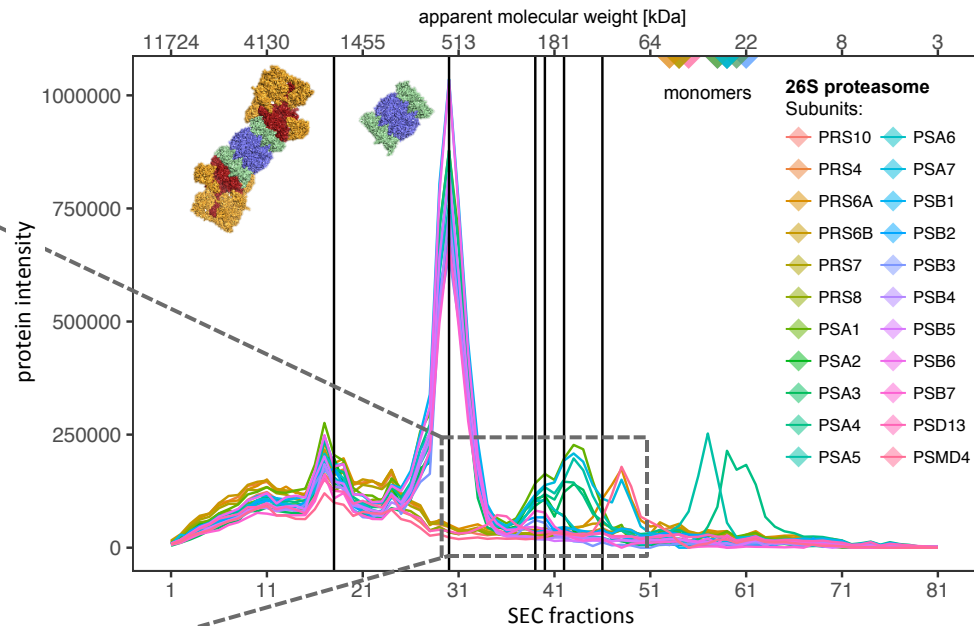 apparent molecular weight [kDa]
11724 4130 1455 513 181 64 22 8 3
monomers
26S proteasome
Subunits:
PRS10 PSA6
PRS4 PSA7
PRS6A PSB1
PRS6B PSB2
PRS7 PSB3
PRS8 PSB4
PSA1 PSB5
PSA2 PSB6
PSA3 PSB7
PSA4 PSD13
PSA5 PSMD4
protein intensity
1000000
750000
500000
250000
0
1 11 21 31 41 51 61 71 81
SEC fractions